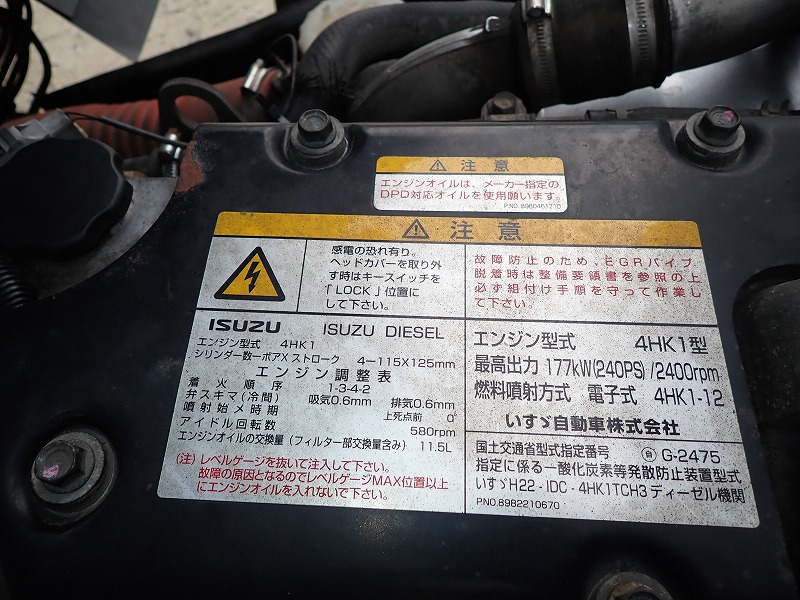 ⚠ 注意
エンジンオイルは、メーカー指定の
DPD対応オイルを使用願います。
⚠ 注意
感電の恐れ有り。
ヘッドカバーを取り外
す時はキースイッチを
「LOCK」位置に
して下さい。
故障防止のため、EGRパイプ
脱着時は整備要領書を参照の上
必ず組付け手順を守って作業し
て下さい。
ISUZU ISUZU DIESEL
エンジン型式 4HK1
シリンダー数−ボアXストローク 4−115X125mm
エンジン調整表
着火順序 1-3-4-2
弁スキマ(冷間) 吸気0.6mm 排気0.6mm
噴射始メ時期 上死点前 0°
アイドル回転数 580rpm
エンジンオイルの交換量(フィルター部交換量含み) 11.5L
(注)レベルゲージを抜いて注入して下さい。
故障の原因となるのでレベルゲージMAX位置以上
にエンジンオイルを入れないで下さい。
エンジン型式 4HK1型
最高出力 177kW(240PS)/2400rpm
燃料噴射方式 電子式 4HK1-12
いすゞ自動車株式会社
国土交通省型式指定番号 自 G-2475
指定に係る一酸化炭素等発散防止装置型式
いすゞH22-IDC-4HK1TCH3ディーゼル機関
P.NO.8982210670